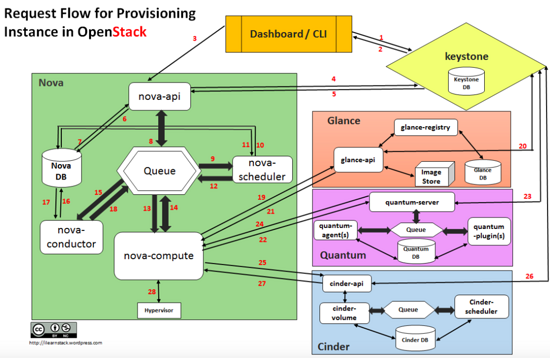 Request Flow for Provisioning
Instance in OpenStack
3
Dashboard / CLI
1
2
keystone
Keystone
DB
Nova
nova-api
4
5
7
6
8
Nova
DB
Queue
9
11
10
12
nova-
scheduler
17
16
15
18
13
14
nova-
conductor
nova-compute
28
Hypervisor
19
21
24
22
25
27
Glance
glance-registry
glance-api
Image
Store
Glance
DB
20
quantum-server
23
quantum-
agent(s)
Queue
quantum
-plugin(s)
Quantum
DB
Quantum
26
cinder-api
cinder-
volume
Queue
Cinder-
scheduler
Cinder DB
Cinder
CC
BY
NC
http://ilearnstack.wordpress.com